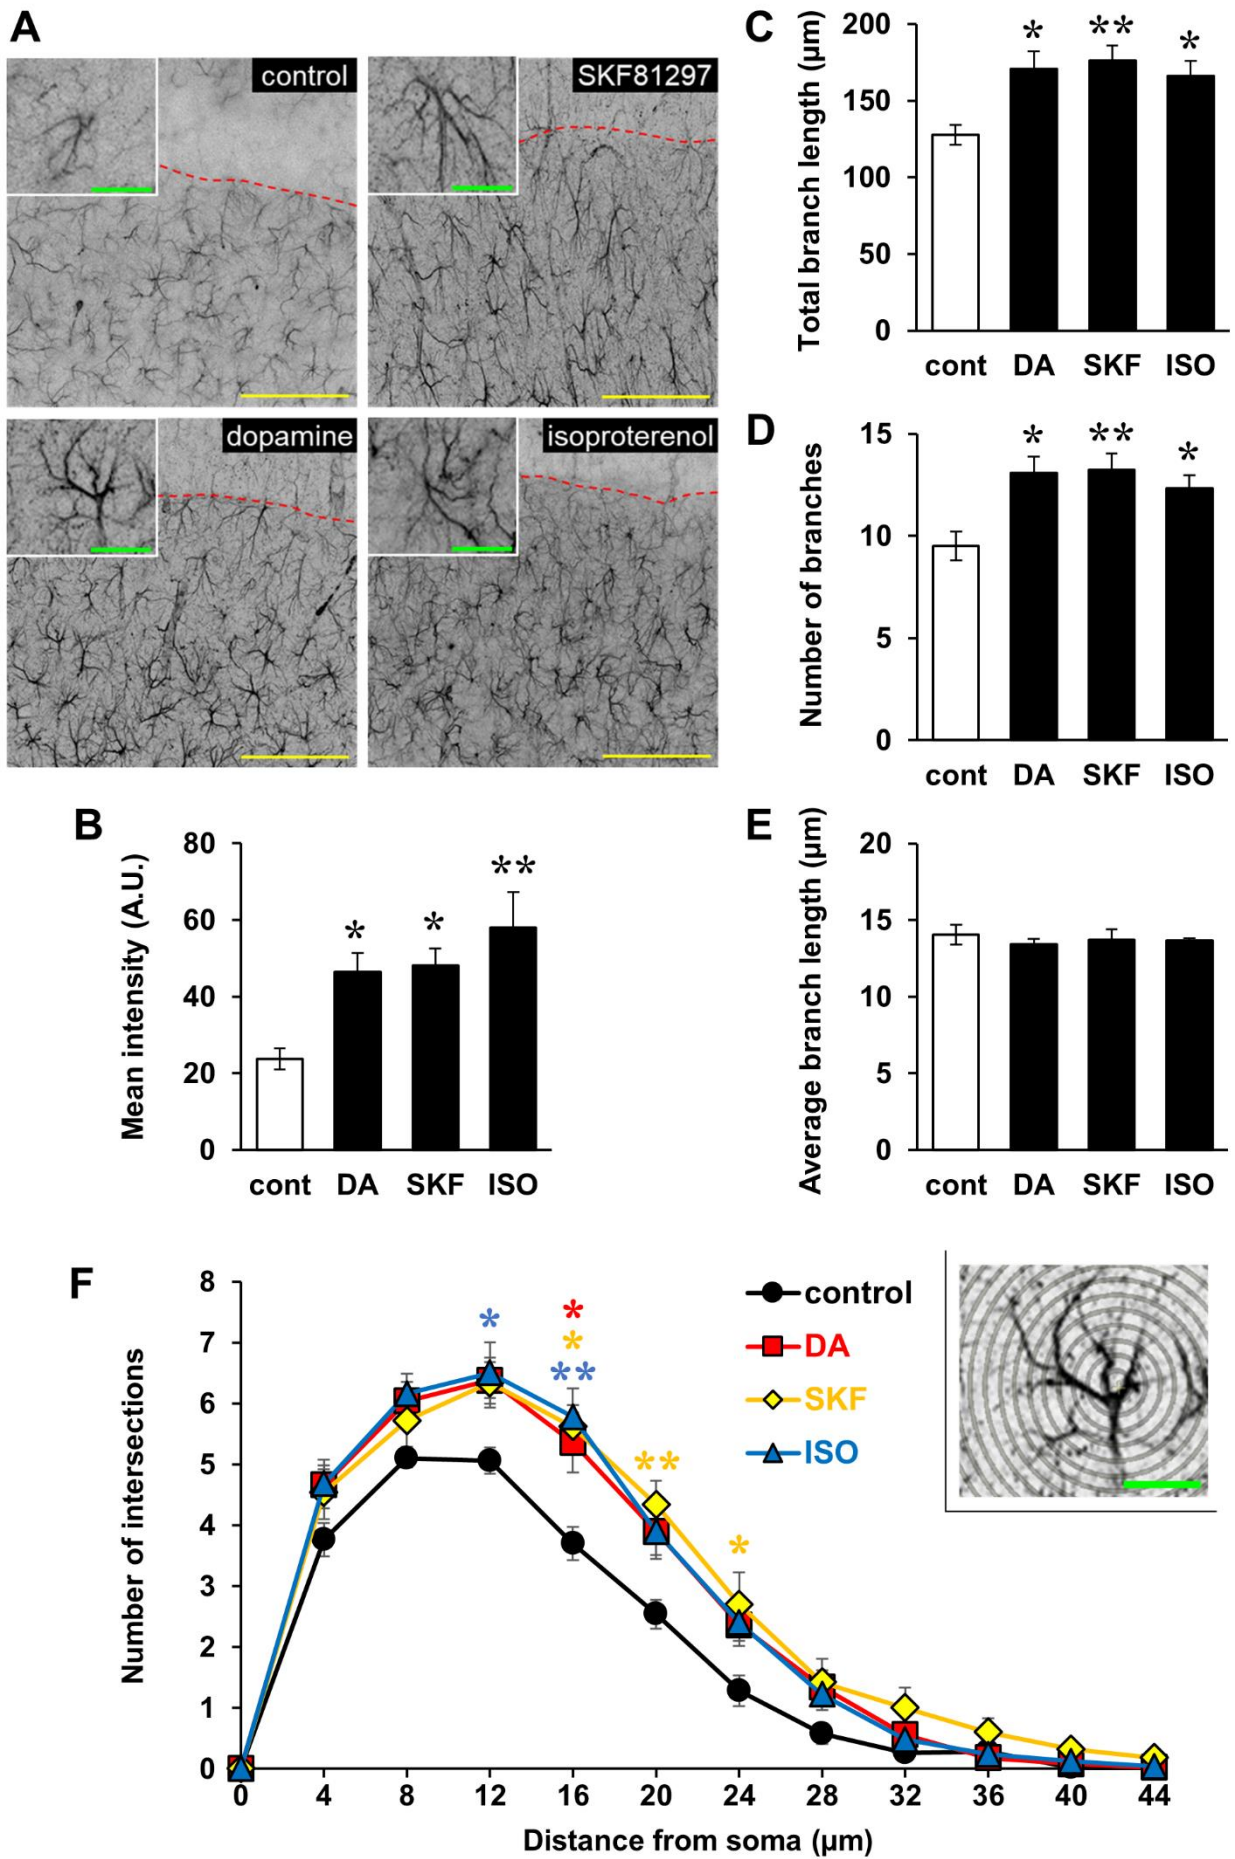 A
control
SKF81297
dopamine
isoproterenol
B
Mean intensity (A.U.)
80
60
40
20
0
*
*
**
cont DA SKF ISO
C
Total branch length (µm)
200
150
100
50
0
*
**
*
cont DA SKF ISO
D
Number of branches
15
10
5
0
*
**
*
cont DA SKF ISO
E
Average branch length (µm)
20
15
10
5
0
cont DA SKF ISO
F
Number of intersections
8
7
6
5
4
3
2
1
0
*
*
*
**
**
*
control
DA
SKF
ISO
0 4 8 12 16 20 24 28 32 36 40 44
Distance from soma (µm)